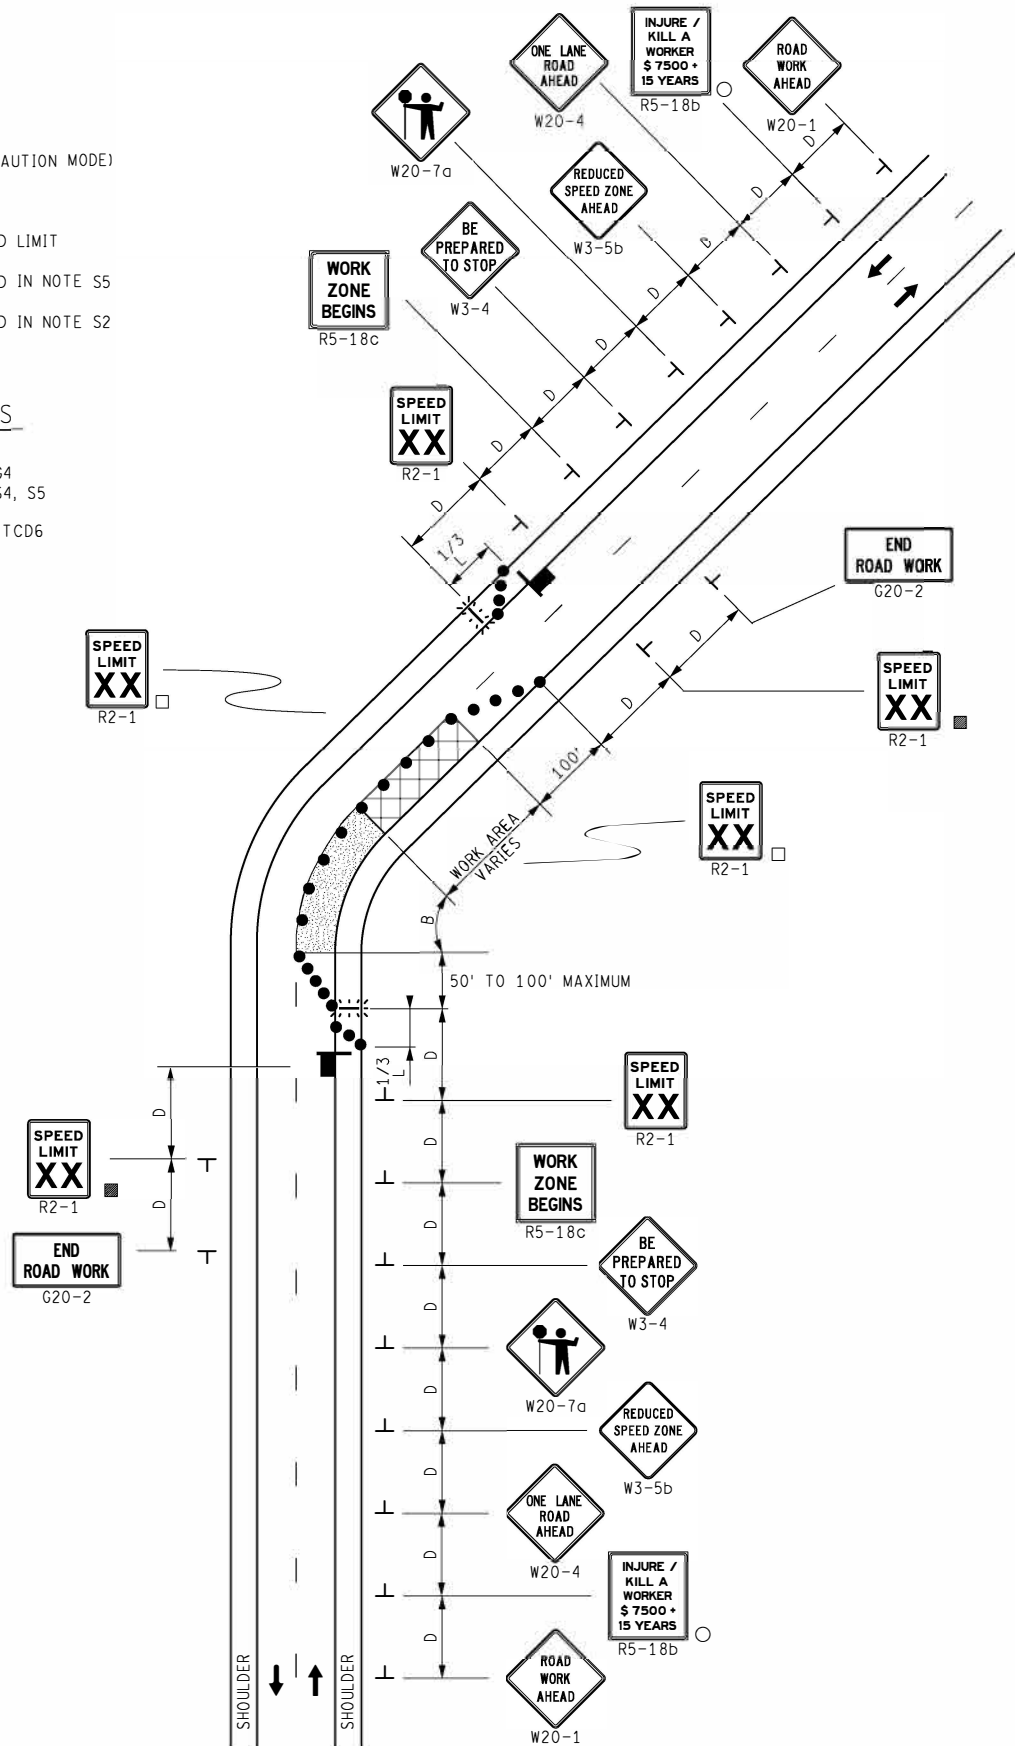 INJURE /
KILL A
WORKER
$ 7500 +
15 YEARS
R5-18b
ONE LANE
ROAD
AHEAD
W20-4
ROAD
WORK
AHEAD
W20-1
W20-7a
REDUCED
SPEED ZONE
AHEAD
W3-5b
BE
PREPARED
TO STOP
W3-4
WORK
ZONE
BEGINS
R5-18c
SPEED
LIMIT
XX
R2-1
AUTION MODE)
D LIMIT
D IN NOTE S5
D IN NOTE S2
S
G4
S4, S5
TCD6
D
D
D
D
D
D
D
D
1/3
L
END
ROAD WORK
G20-2
SPEED
LIMIT
XX
R2-1
SPEED
LIMIT
XX
R2-1
D
D
100'
WORK AREA
VARIES
SPEED
LIMIT
XX
R2-1
B
50' TO 100' MAXIMUM
1/3
L
D
SPEED
LIMIT
XX
R2-1
D
WORK
ZONE
BEGINS
R5-18c
D
SPEED
LIMIT
XX
R2-1
D
D
END
ROAD WORK
G20-2
BE
PREPARED
TO STOP
W3-4
D
W20-7a
D
REDUCED
SPEED ZONE
AHEAD
W3-5b
D
ONE LANE
ROAD
AHEAD
W20-4
D
INJURE /
KILL A
WORKER
$ 7500 +
15 YEARS
R5-18b
D
ROAD
WORK
AHEAD
W20-1
SHOULDER
SHOULDER